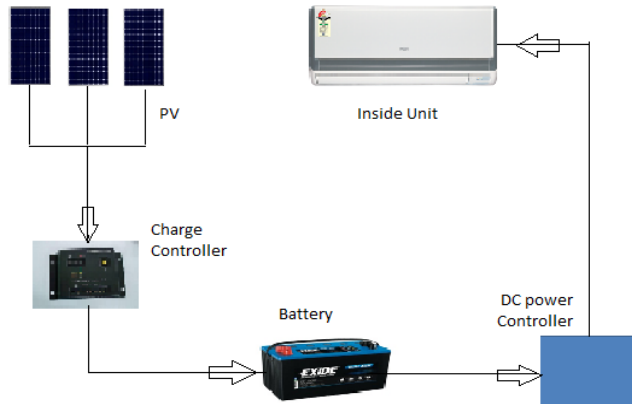 PV
Inside Unit
Charge
Controller
Battery
EXIDE
DC power
Controller